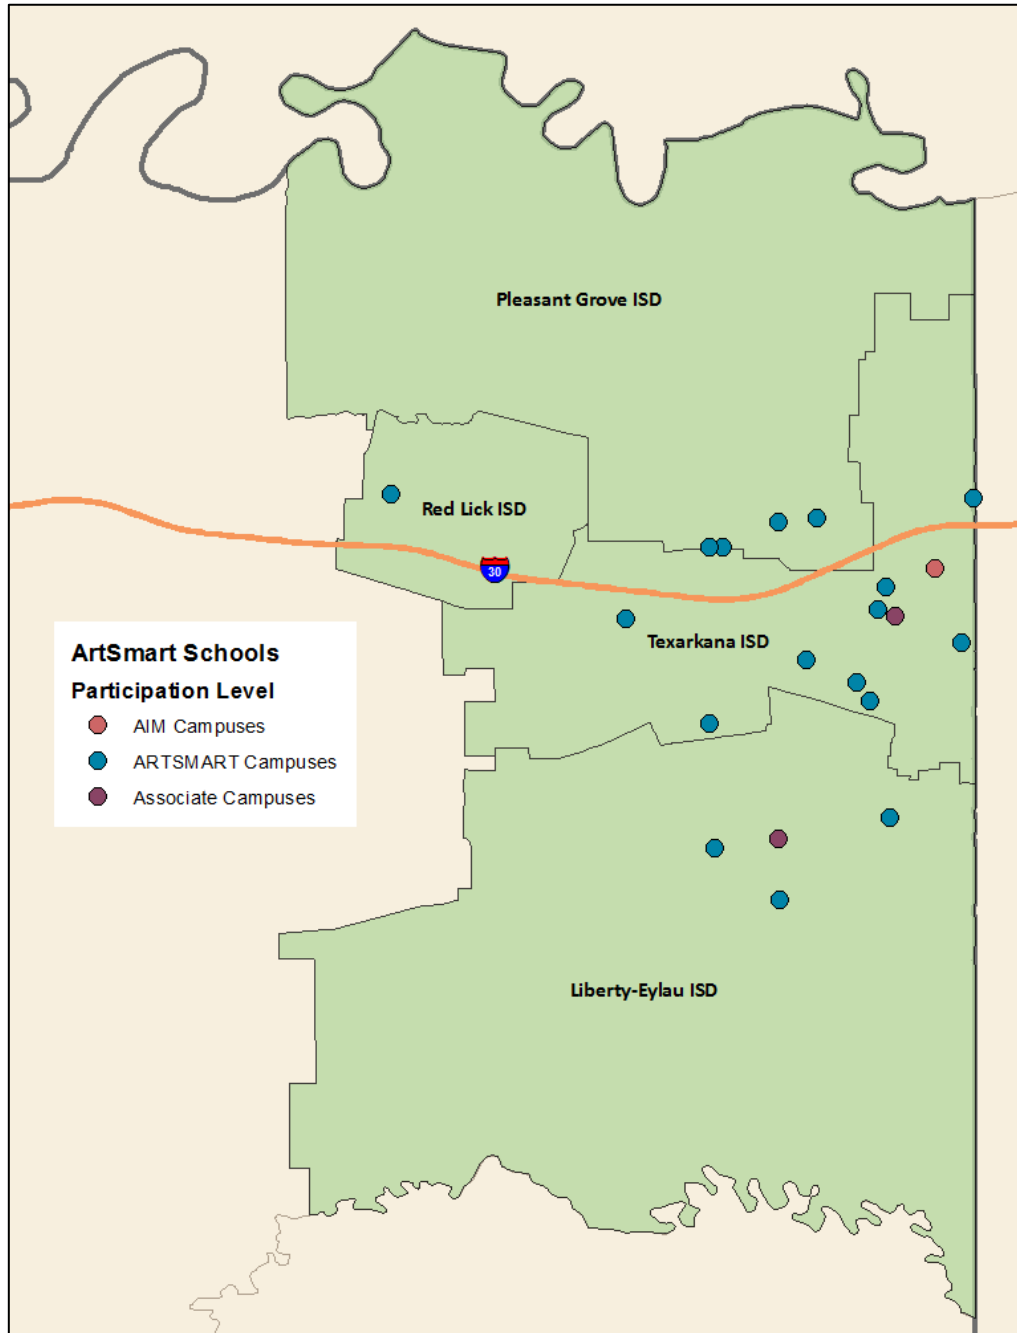 Pleasant Grove ISD
Red Lick ISD
30
Texarkana ISD
ArtSmart Schools
Participation Level
AIM Campuses
ARTSMART Campuses
Associate Campuses
Liberty-Eylau ISD